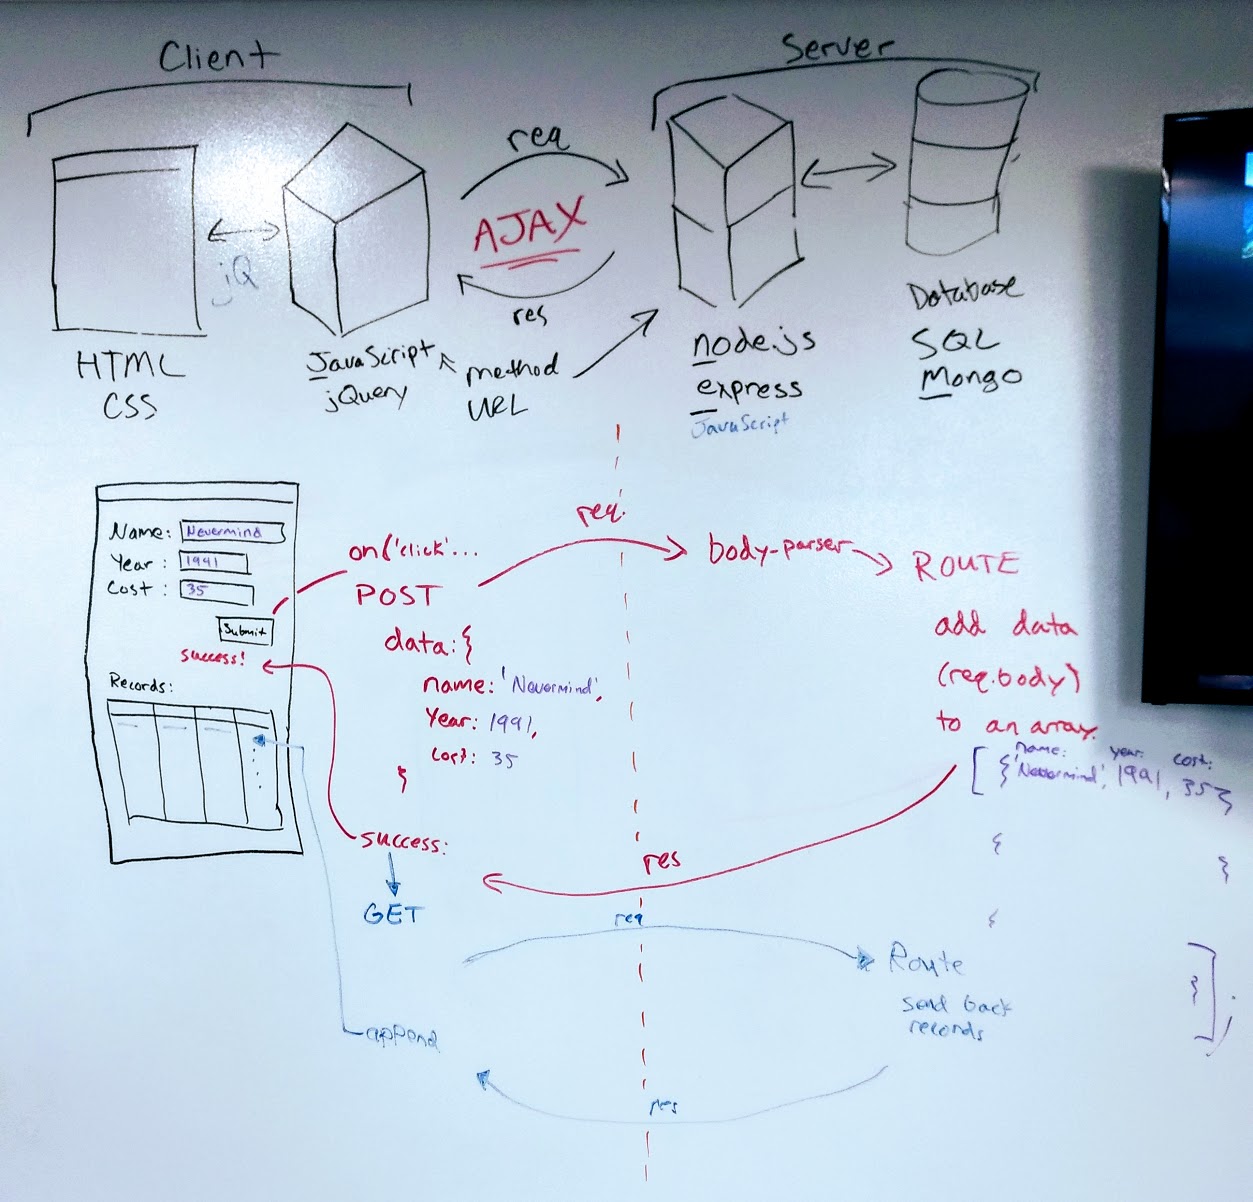 Client
Server
req
AJAX
res
jQ
HTML
CSS
JavaScript
jQuery
method
URL
node.js
express
JavaScript
Database
SQL
Mongo
Name: Nevermind
Year: 1991
Cost: 35
Submit
success!
Records:
on('click'...
POST
data:{
name: 'Nevermind',
Year: 1991,
cost: 35
}
success:
GET
append
req.
body-parser
ROUTE
add data
(req.body)
to an array.
name: year: cost:
[ {'Nevermind', 1991, 35}
{ }
{
} ];
res
req
Route
send back
records
res